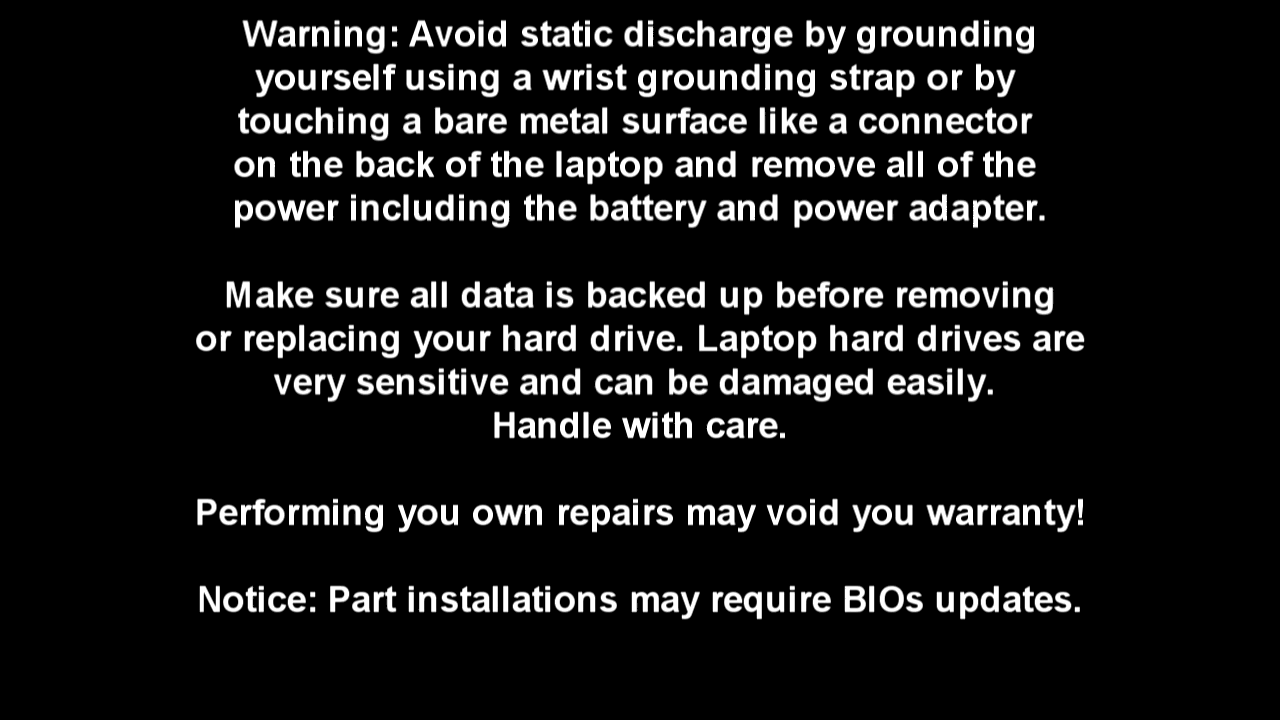 Warning: Avoid static discharge by grounding
yourself using a wrist grounding strap or by
touching a bare metal surface like a connector
on the back of the laptop and remove all of the
power including the battery and power adapter.
Make sure all data is backed up before removing
or replacing your hard drive. Laptop hard drives are
very sensitive and can be damaged easily.
Handle with care.
Performing you own repairs may void you warranty!
Notice: Part installations may require BIOs updates.